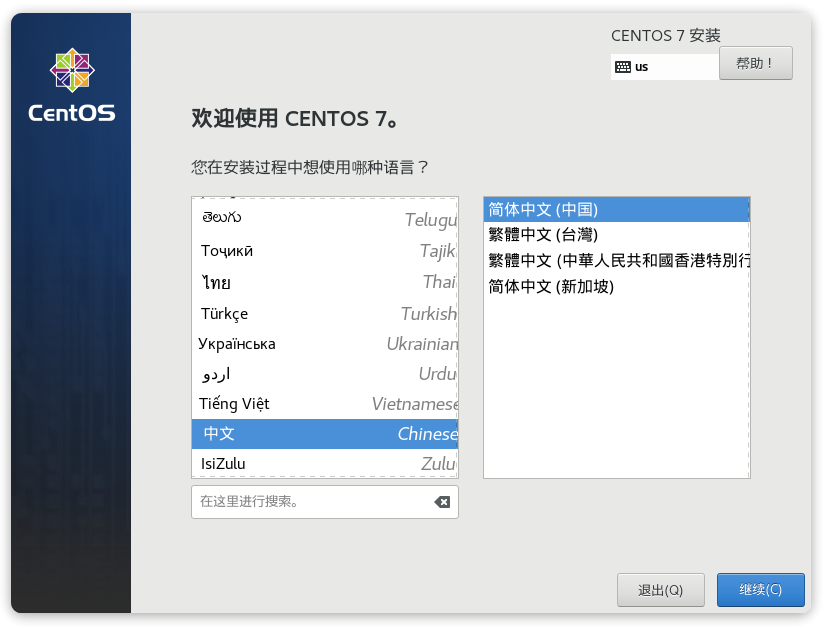 CentOS
CENTOS 7 安装
us
帮助！
欢迎使用 CENTOS 7。
您在安装过程中想使用哪种语言？
తెలుగు Telugu
Тоҷикӣ Tajik
ไทย Thai
Türkçe Turkish
Українська Ukrainian
اردو Urdu
Tiếng Việt Vietnamese
中文 Chinese
IsiZulu Zulu
在这里进行搜索。
简体中文 (中国)
繁體中文 (台灣)
繁體中文 (中華人民共和國香港特別行
简体中文 (新加坡)
退出(Q)
继续(C)